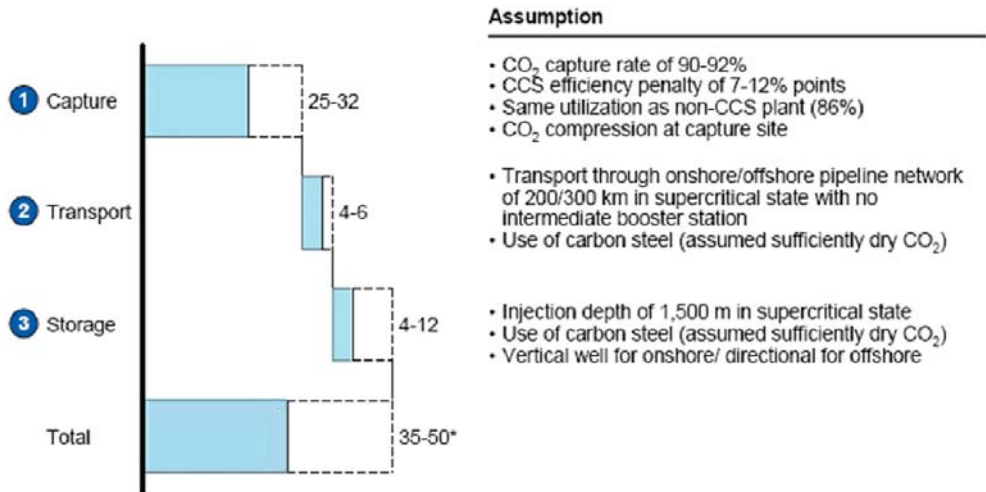 Assumption
1 Capture
25-32
• CO₂ capture rate of 90-92%
• CCS efficiency penalty of 7-12% points
• Same utilization as non-CCS plant (86%)
• CO₂ compression at capture site
2 Transport
4-6
• Transport through onshore/offshore pipeline network
of 200/300 km in supercritical state with no
intermediate booster station
• Use of carbon steel (assumed sufficiently dry CO₂)
3 Storage
4-12
• Injection depth of 1,500 m in supercritical state
• Use of carbon steel (assumed sufficiently dry CO₂)
• Vertical well for onshore/ directional for offshore
Total
35-50*